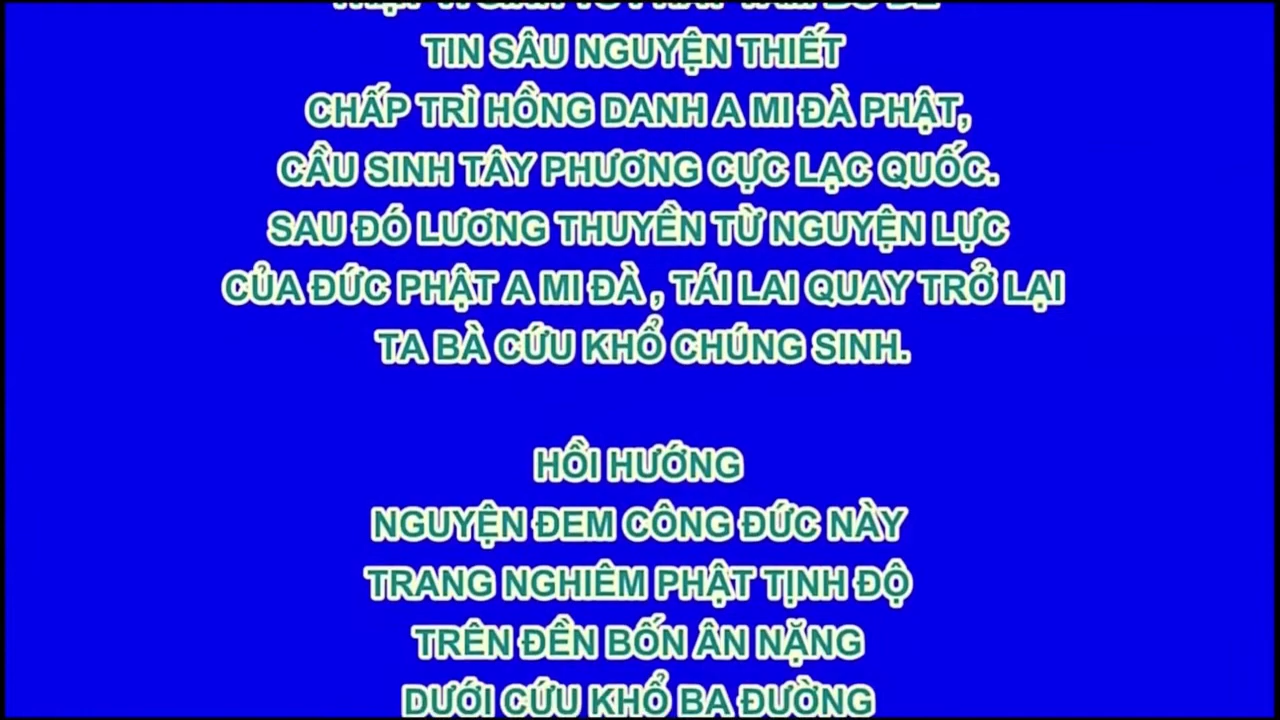 TIN SÂU NGUYỆN THIẾT
CHẤP TRÌ HỒNG DANH A MI ĐÀ PHẬT,
CẦU SINH TÂY PHƯƠNG CỰC LẠC QUỐC.
SAU ĐÓ LƯƠNG THUYỀN TỪ NGUYỆN LỰC
CỦA ĐỨC PHẬT A MI ĐÀ , TÁI LAI QUAY TRỞ LẠI
TA BÀ CỨU KHỔ CHÚNG SINH.
HỒI HƯỚNG
NGUYỆN ĐEM CÔNG ĐỨC NÀY
TRANG NGHIÊM PHẬT TỊNH ĐỘ
TRÊN ĐỀN BỐN ÂN NẶNG
DƯỚI CỨU KHỔ BA ĐƯỜNG